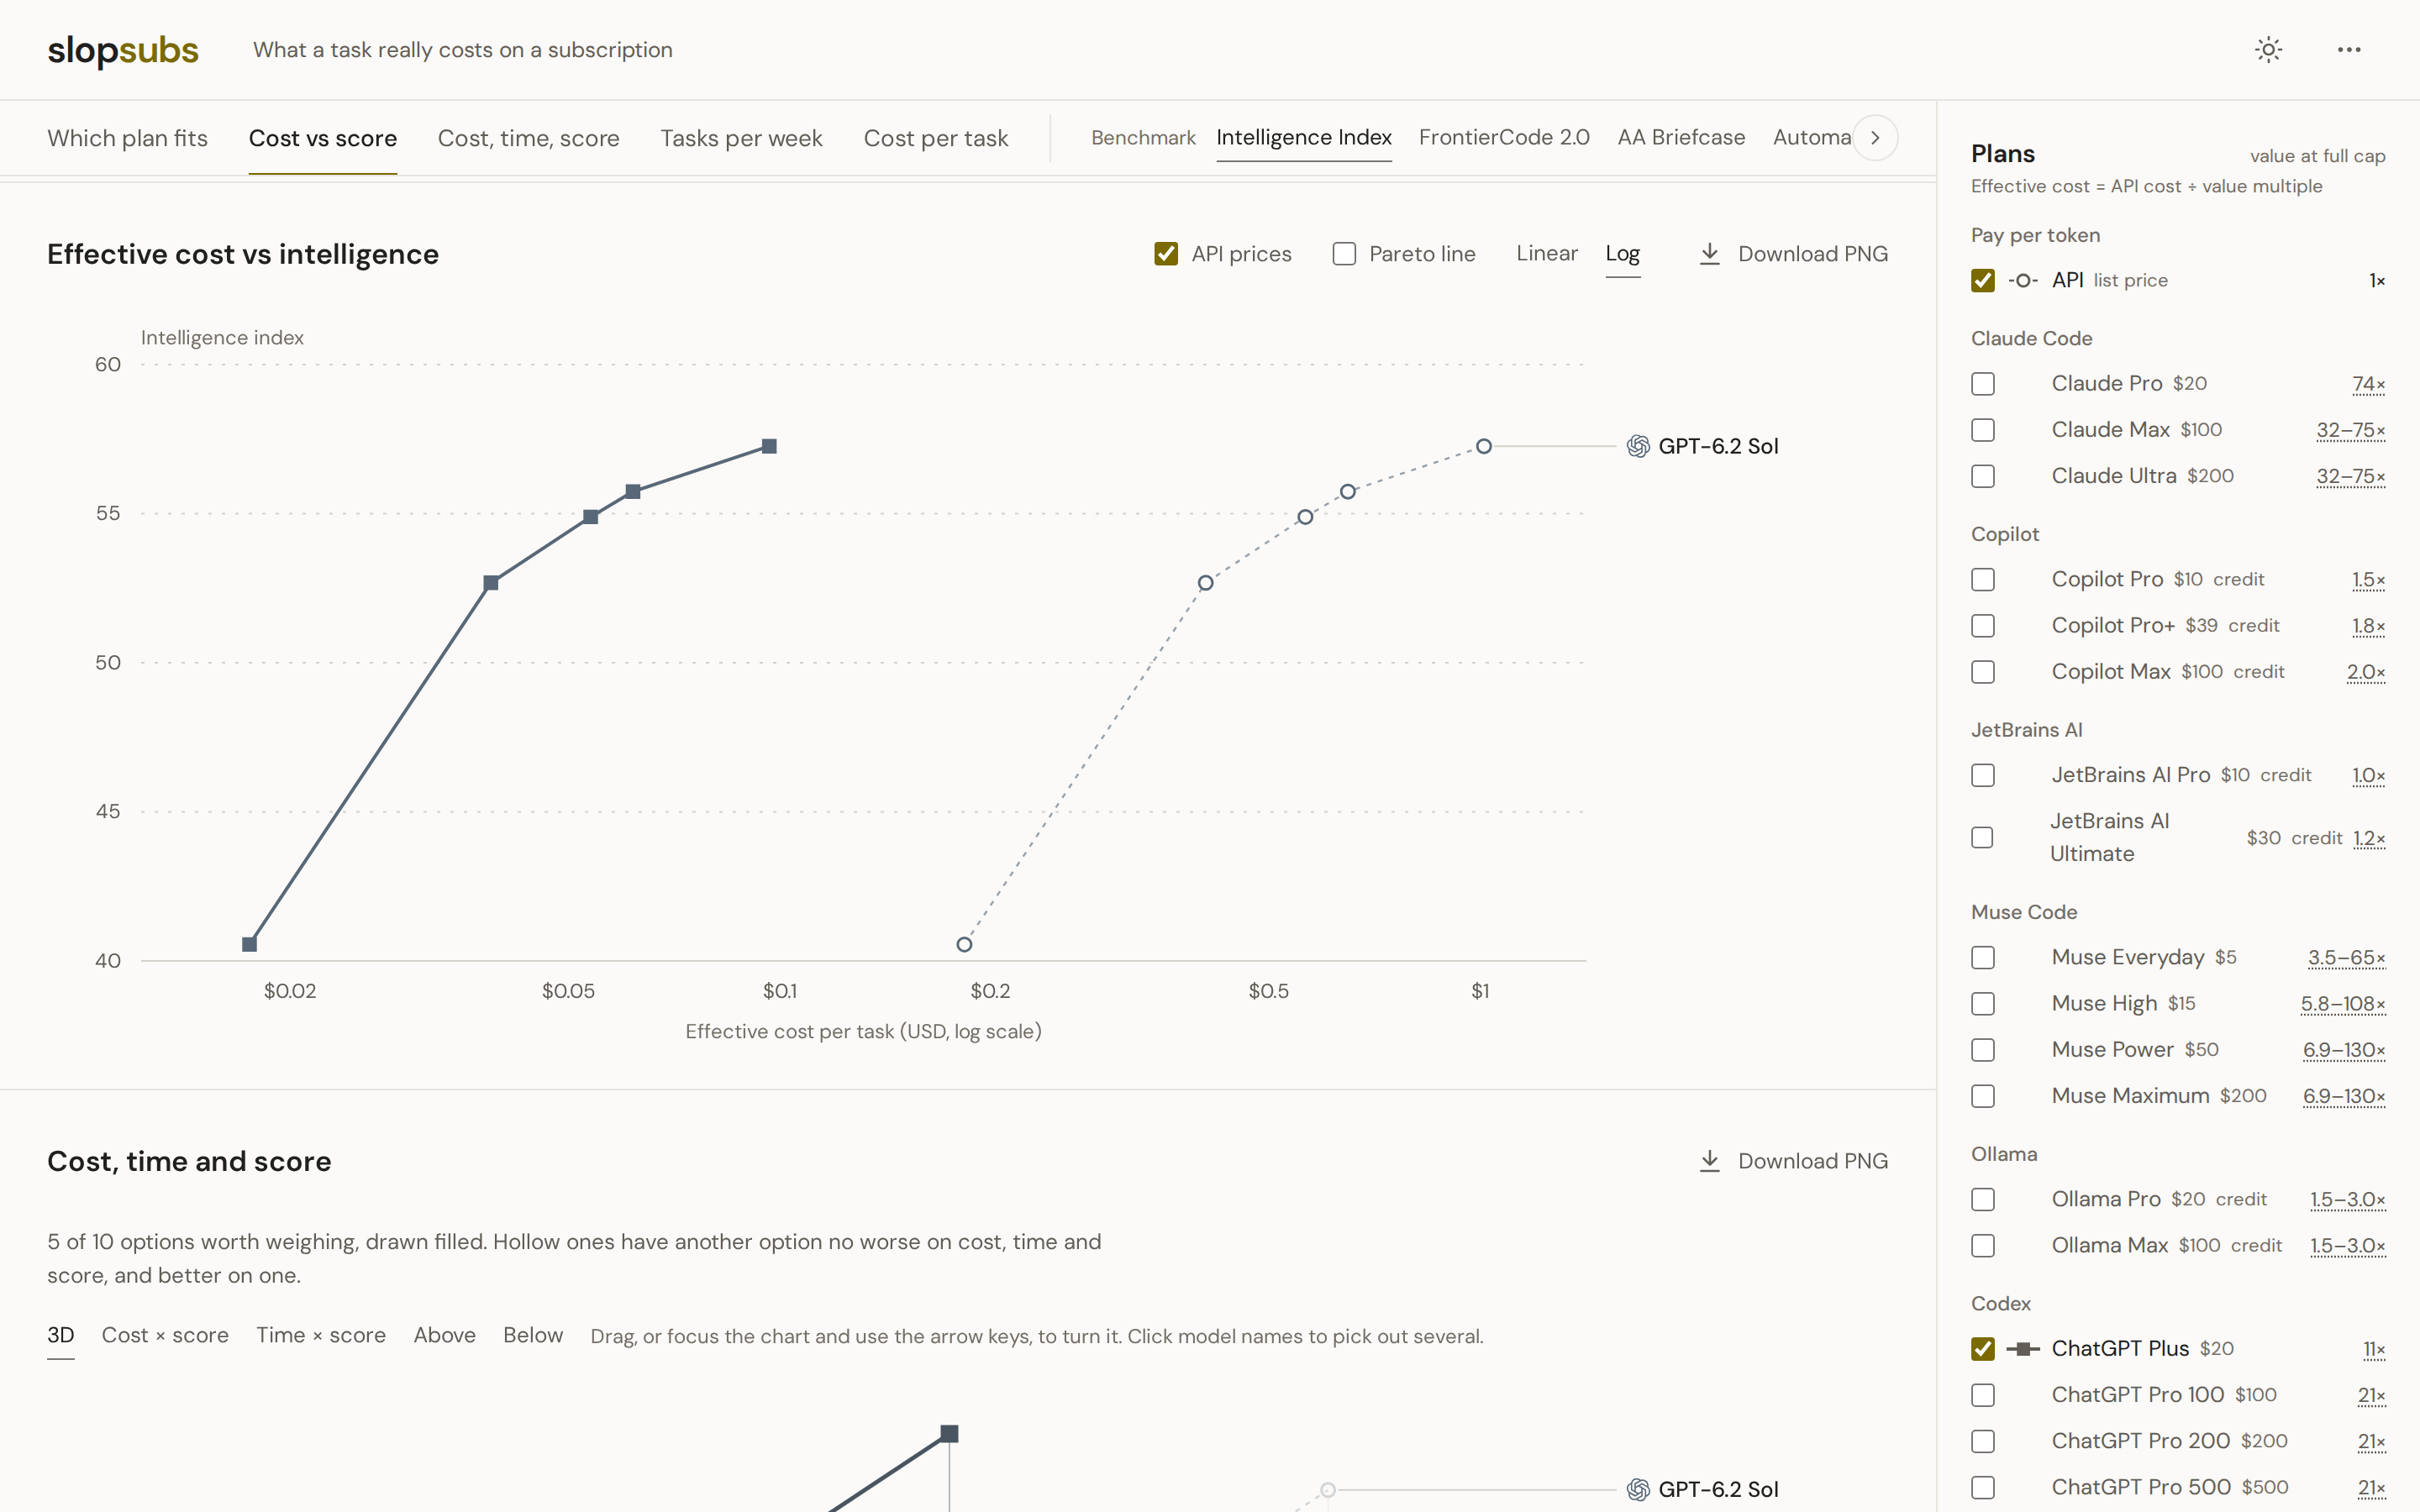 slopsubs
What a task really costs on a subscription
Which plan fits
Cost vs score
Cost, time, score
Tasks per week
Cost per task
Benchmark
Intelligence Index
FrontierCode 2.0
AA Briefcase
Automa
Effective cost vs intelligence
API prices
Pareto line
Linear
Log
Download PNG
Intelligence index
60
55
50
45
40
GPT-6.2 Sol
$0.02
$0.05
$0.1
$0.2
$0.5
$1
Effective cost per task (USD, log scale)
Cost, time and score
Download PNG
5 of 10 options worth weighing, drawn filled. Hollow ones have another option no worse on cost, time and
score, and better on one.
3D
Cost × score
Time × score
Above
Below
Drag, or focus the chart and use the arrow keys, to turn it. Click model names to pick out several.
GPT-6.2 Sol
Plans
value at full cap
Effective cost = API cost ÷ value multiple
Pay per token
API list price 1×
Claude Code
Claude Pro $20 74×
Claude Max $100 32–75×
Claude Ultra $200 32–75×
Copilot
Copilot Pro $10 credit 1.5×
Copilot Pro+ $39 credit 1.8×
Copilot Max $100 credit 2.0×
JetBrains AI
JetBrains AI Pro $10 credit 1.0×
JetBrains AI
Ultimate
$30 credit 1.2×
Muse Code
Muse Everyday $5 3.5–65×
Muse High $15 5.8–108×
Muse Power $50 6.9–130×
Muse Maximum $200 6.9–130×
Ollama
Ollama Pro $20 credit 1.5–3.0×
Ollama Max $100 credit 1.5–3.0×
Codex
ChatGPT Plus $20 11×
ChatGPT Pro 100 $100 21×
ChatGPT Pro 200 $200 21×
ChatGPT Pro 500 $500 21×